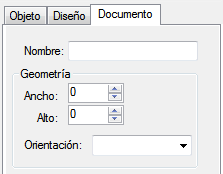 Objeto Diseño Documento
Nombre:
Geometría
Ancho: 0
Alto: 0
Orientación: